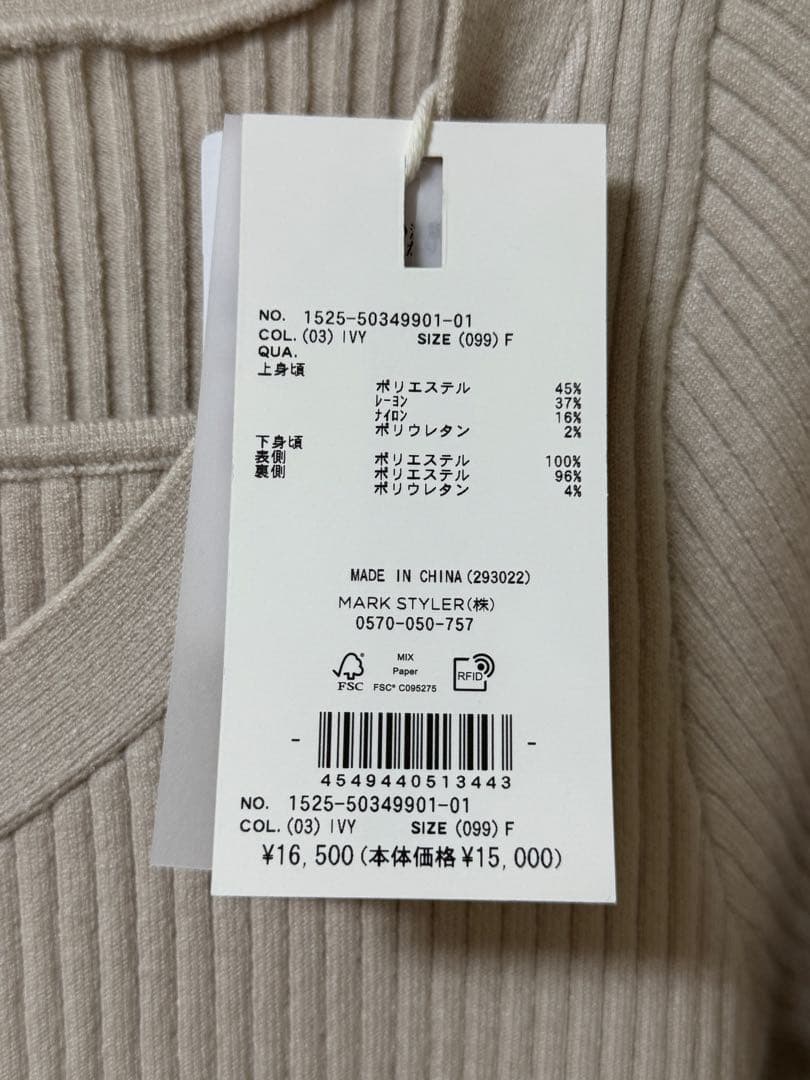 NO. 1525-50349901-01
COL. (03) IVY SIZE (099) F
QUA.
上身頃
ポリエステル 45%
ﾚｰﾖﾝ 37%
ﾅｲﾛﾝ 16%
ポリウレタン 2%
下身頃
表側 ポリエステル 100%
裏側 ポリエステル 96%
ポリウレタン 4%
MADE IN CHINA (293022)
MARK STYLER(株)
0570-050-757
FSC
MIX
Paper
FSC® C095275
RFID
4549440513443
NO. 1525-50349901-01
COL. (03) IVY SIZE (099) F
¥16,500(本体価格¥15,000)